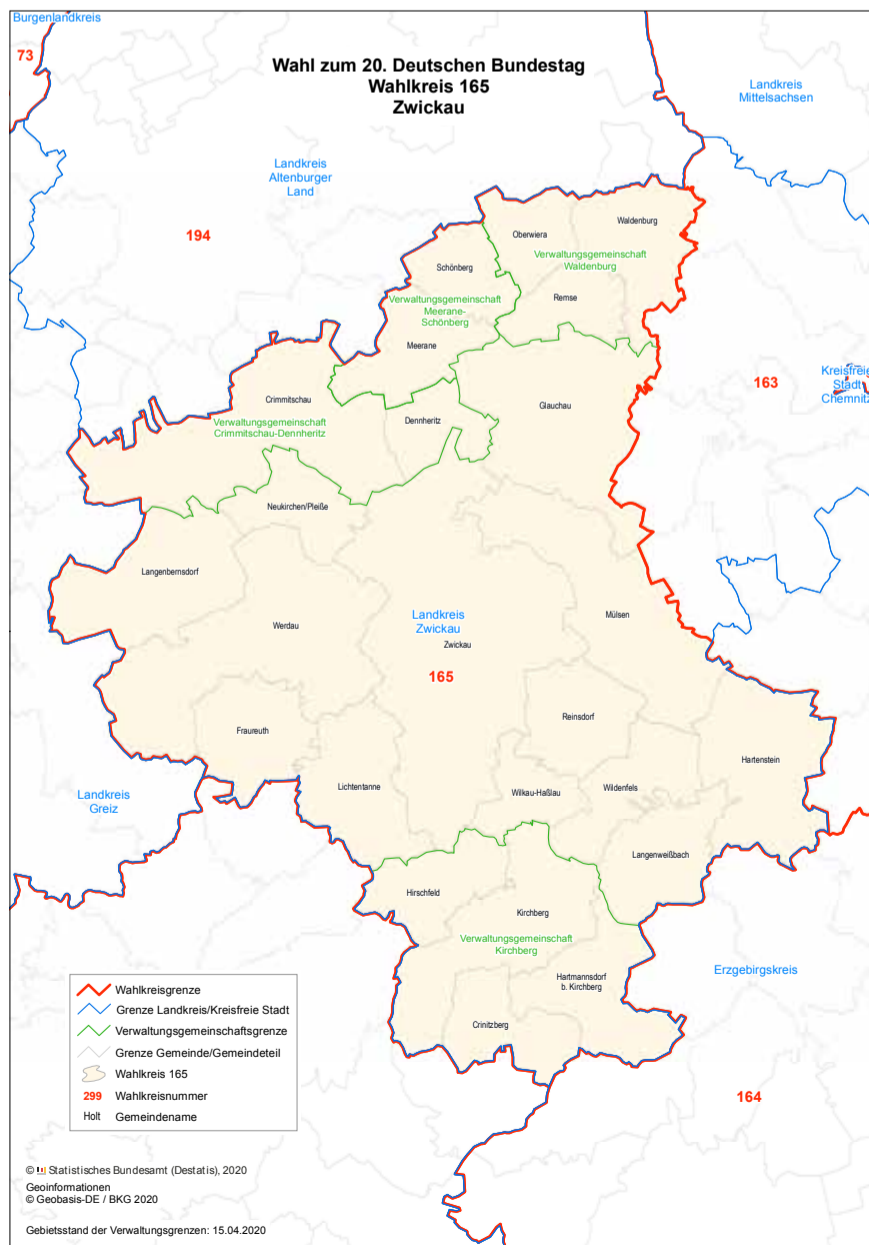 Burgenlandkreis
73
Wahl zum 20. Deutschen Bundestag
Wahlkreis 165
Zwickau
Landkreis
Mittelsachsen
Landkreis
Altenburger
Land
194
Waldenburg
Oberwiera
Verwaltungsgemeinschaft
Waldenburg
Schönberg
Verwaltungsgemeinschaft
Meerane-
Schönberg
Remse
Meerane
163
Kreisfreie
Stadt
Chemnitz
Crimmitschau
Glauchau
Dennheritz
Verwaltungsgemeinschaft
Crimmitschau-Dennheritz
Neukirchen/Pleiße
Langenbernsdorf
Werdau
Landkreis
Zwickau
Zwickau
165
Mülsen
Reinsdorf
Fraureuth
Hartenstein
Landkreis
Greiz
Lichtentanne
Wilkau-Haßlau
Wildenfels
Langenweißbach
Hirschfeld
Kirchberg
Verwaltungsgemeinschaft
Kirchberg
Erzgebirgskreis
Hartmannsdorf
b. Kirchberg
Crinitzberg
164
Wahlkreisgrenze
Grenze Landkreis/Kreisfreie Stadt
Verwaltungsgemeinschaftsgrenze
Grenze Gemeinde/Gemeindeteil
Wahlkreis 165
299 Wahlkreisnummer
Holt Gemeindename
© Statistisches Bundesamt (Destatis), 2020
Geoinformationen
© Geobasis-DE / BKG 2020
Gebietsstand der Verwaltungsgrenzen: 15.04.2020